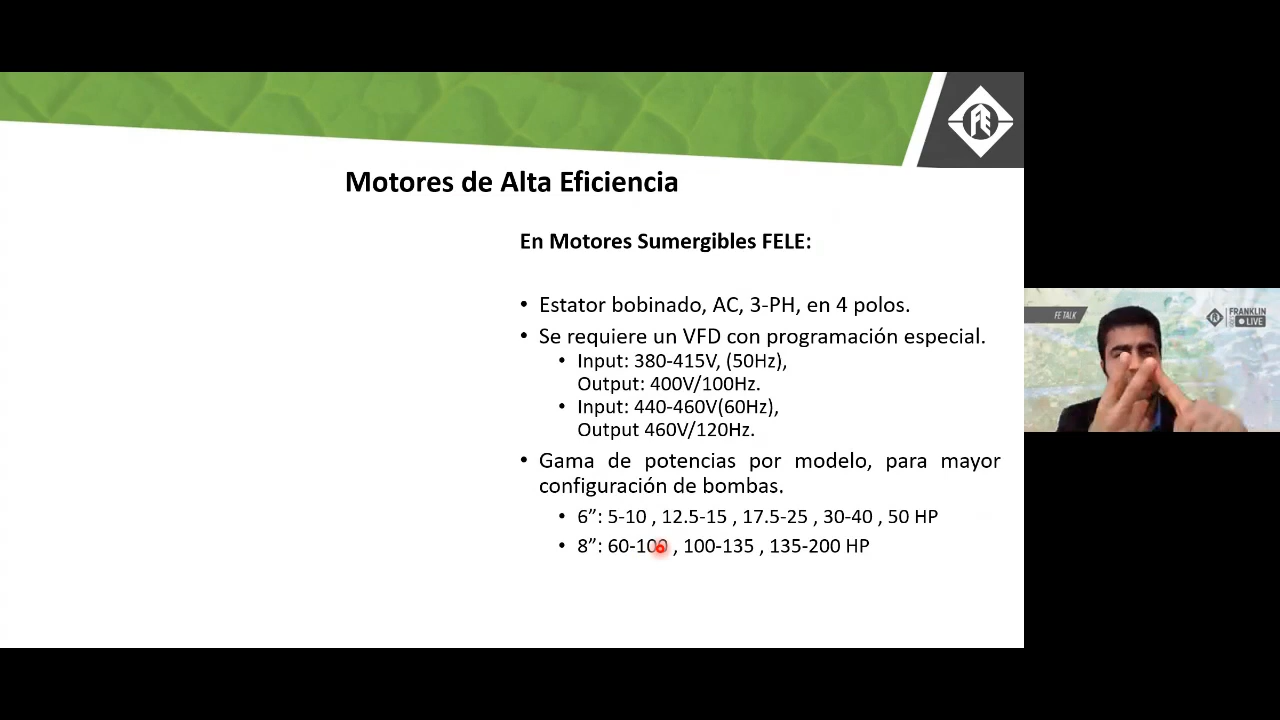 FE
Motores de Alta Eficiencia
En Motores Sumergibles FELE:
• Estator bobinado, AC, 3-PH, en 4 polos.
• Se requiere un VFD con programación especial.
• Input: 380-415V, (50Hz),
Output: 400V/100Hz.
• Input: 440-460V(60Hz),
Output 460V/120Hz.
• Gama de potencias por modelo, para mayor
configuración de bombas.
• 6”: 5-10 , 12.5-15 , 17.5-25 , 30-40 , 50 HP
• 8”: 60-100 , 100-135 , 135-200 HP
FE TALK
FRANKLIN
LIVE